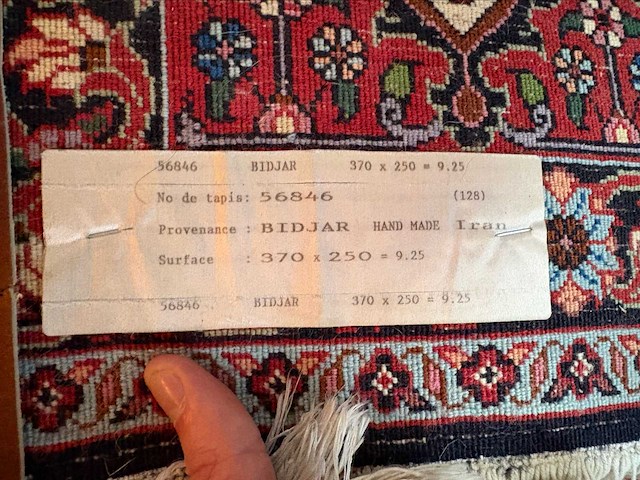 56846 BIDJAR 370 x 250 = 9.25
No de tapis: 56846 (128)
Provenance : BIDJAR HAND MADE Iran
Surface : 370 x 250 = 9.25
56846 BIDJAR 370 x 250 = 9.25